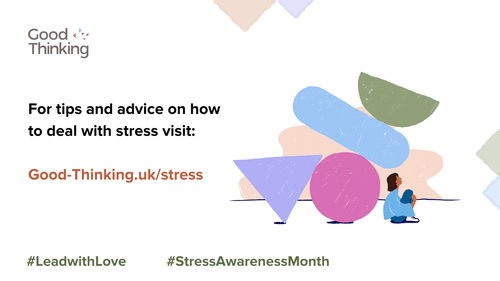 Good
Thinking
For tips and advice on how
to deal with stress visit:
Good-Thinking.uk/stress
#LeadwithLove #StressAwarenessMonth